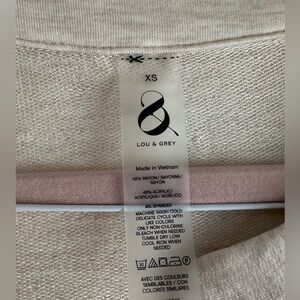 XS
&
LOU & GREY
Made in Vietnam
48% RAYON/ RAYONNE/
RAYON
48% ACRYLIC/
ACRYLIQUE/ ACRILICO
4% SPANDEX
MACHINE WASH COLD
DELICATE CYCLE WITH
LIKE COLORS
ONLY NON-CHLORINE
BLEACH WHEN NEEDED
TUMBLE DRY LOW
COOL IRON WHEN
NEEDED
30
AVEC DES COULEURS
SEMBLABLES / CON
COLORES SIMILARES